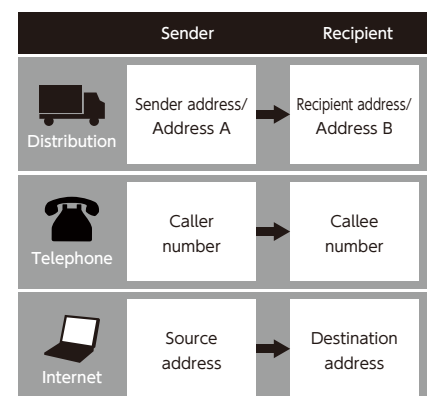 Sender Recipient
Distribution
Sender address/
Address A
Recipient address/
Address B
Telephone
Caller
number
Callee
number
Internet
Source
address
Destination
address